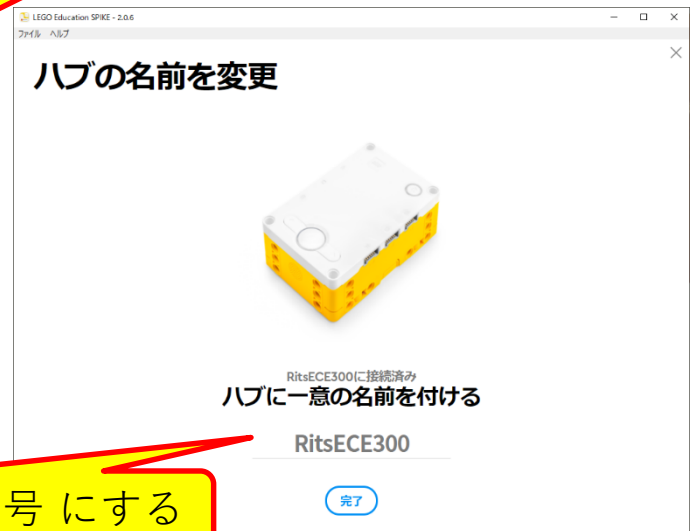 LEGO Education SPIKE - 2.0.6
ファイル ヘルプ
ハブの名前を変更
RitsECE300に接続済み
ハブに一意の名前を付ける
RitsECE300
号 にする
完了